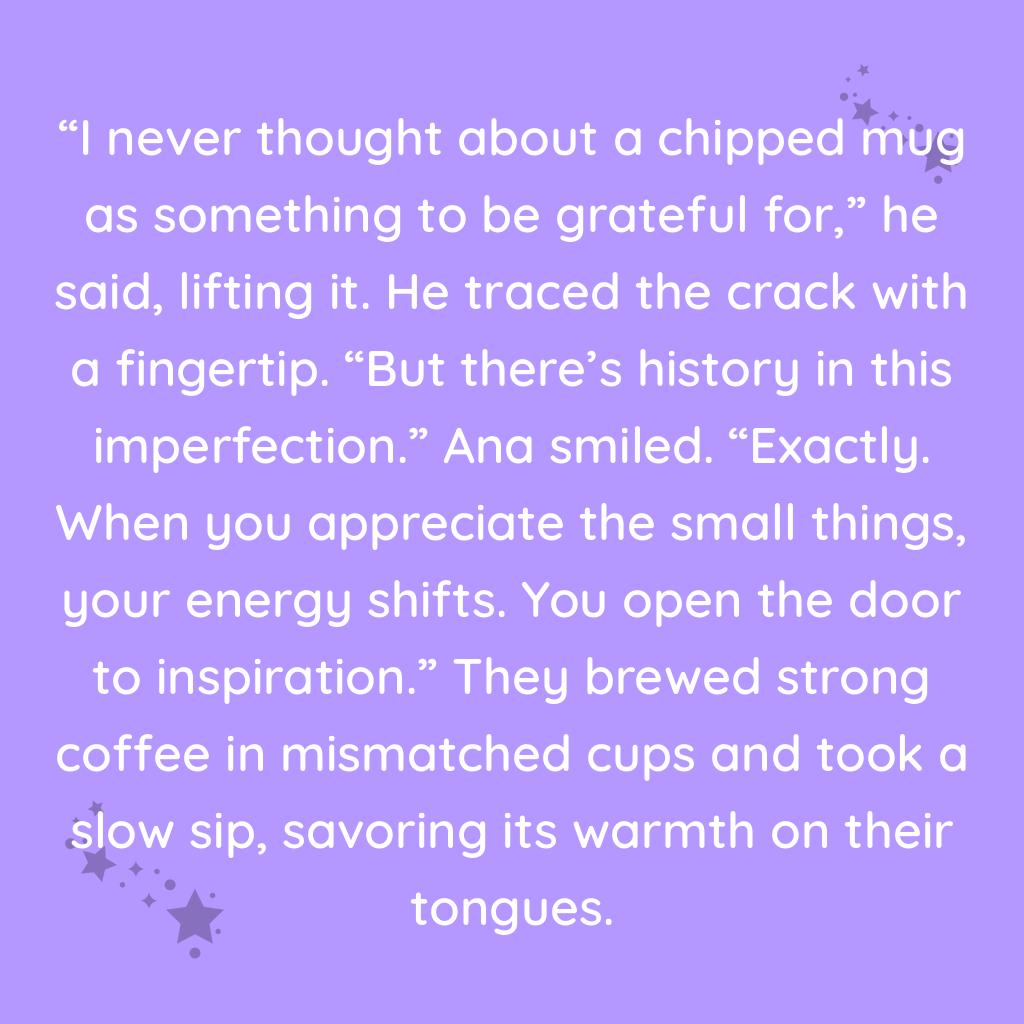 “I never thought about a chipped mug
as something to be grateful for,” he
said, lifting it. He traced the crack with
a fingertip. “But there’s history in this
imperfection.” Ana smiled. “Exactly.
When you appreciate the small things,
your energy shifts. You open the door
to inspiration.” They brewed strong
coffee in mismatched cups and took a
slow sip, savoring its warmth on their
tongues.